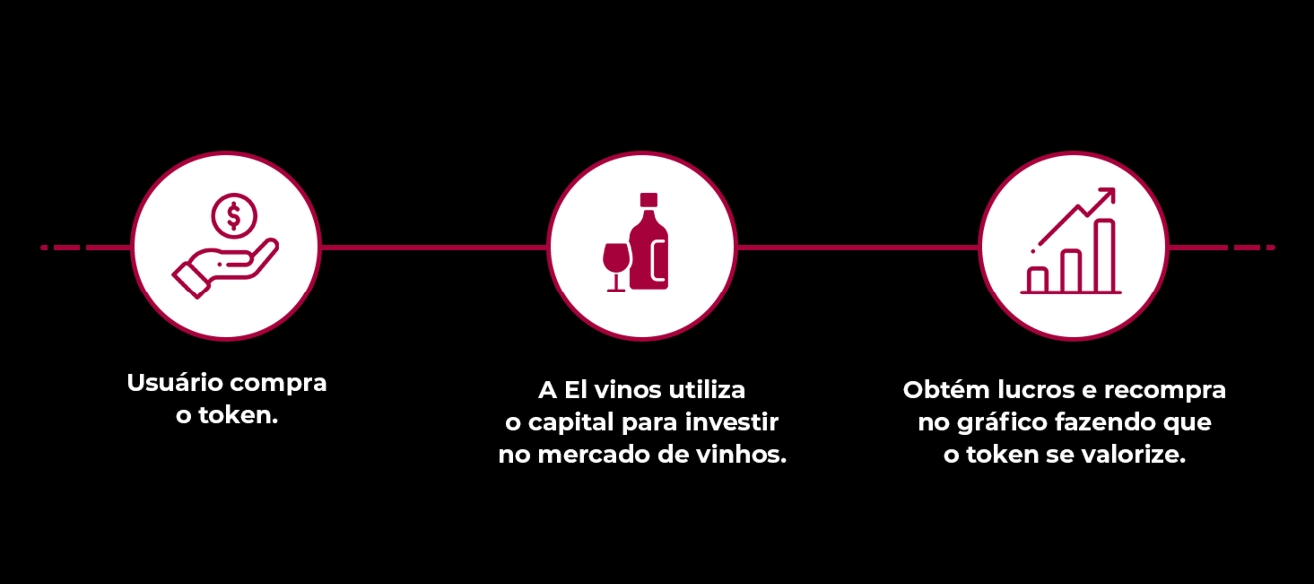 $
Usuário compra
o token.
A El vinos utiliza
o capital para investir
no mercado de vinhos.
Obtém lucros e recompra
no gráfico fazendo que
o token se valorize.